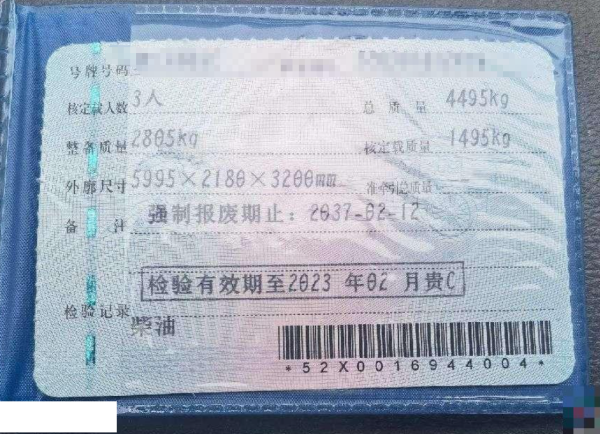 号牌号码
核定载人数 3人 总质量 4495kg
整备质量 2805kg 核定载质量 1495kg
外廓尺寸 5995×2180×3200mm 准牵引总质量
备注 强制报废期止：2037-02-12
检验有效期至2023 年02 月贵C
检验记录
柴油
*52X0016944004*